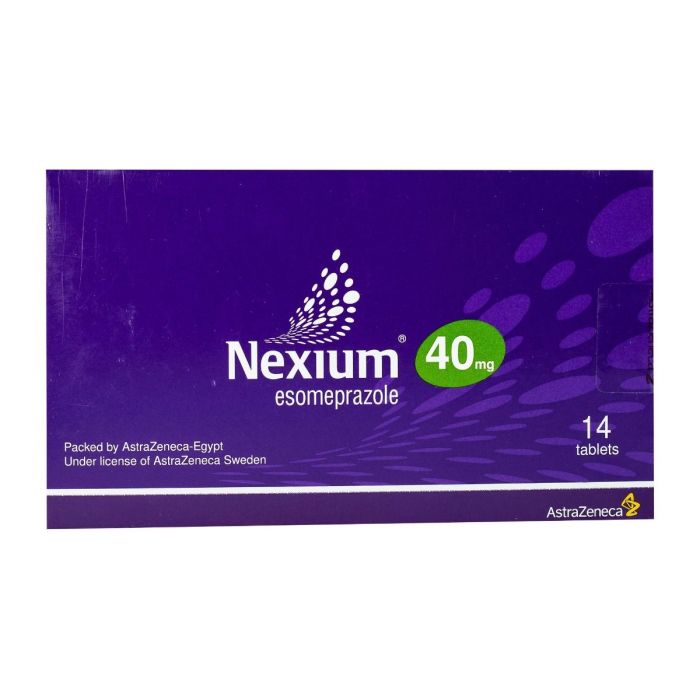 Nexium®
40mg
esomeprazole
14
tablets
Packed by AstraZeneca-Egypt
Under license of AstraZeneca Sweden
AstraZeneca